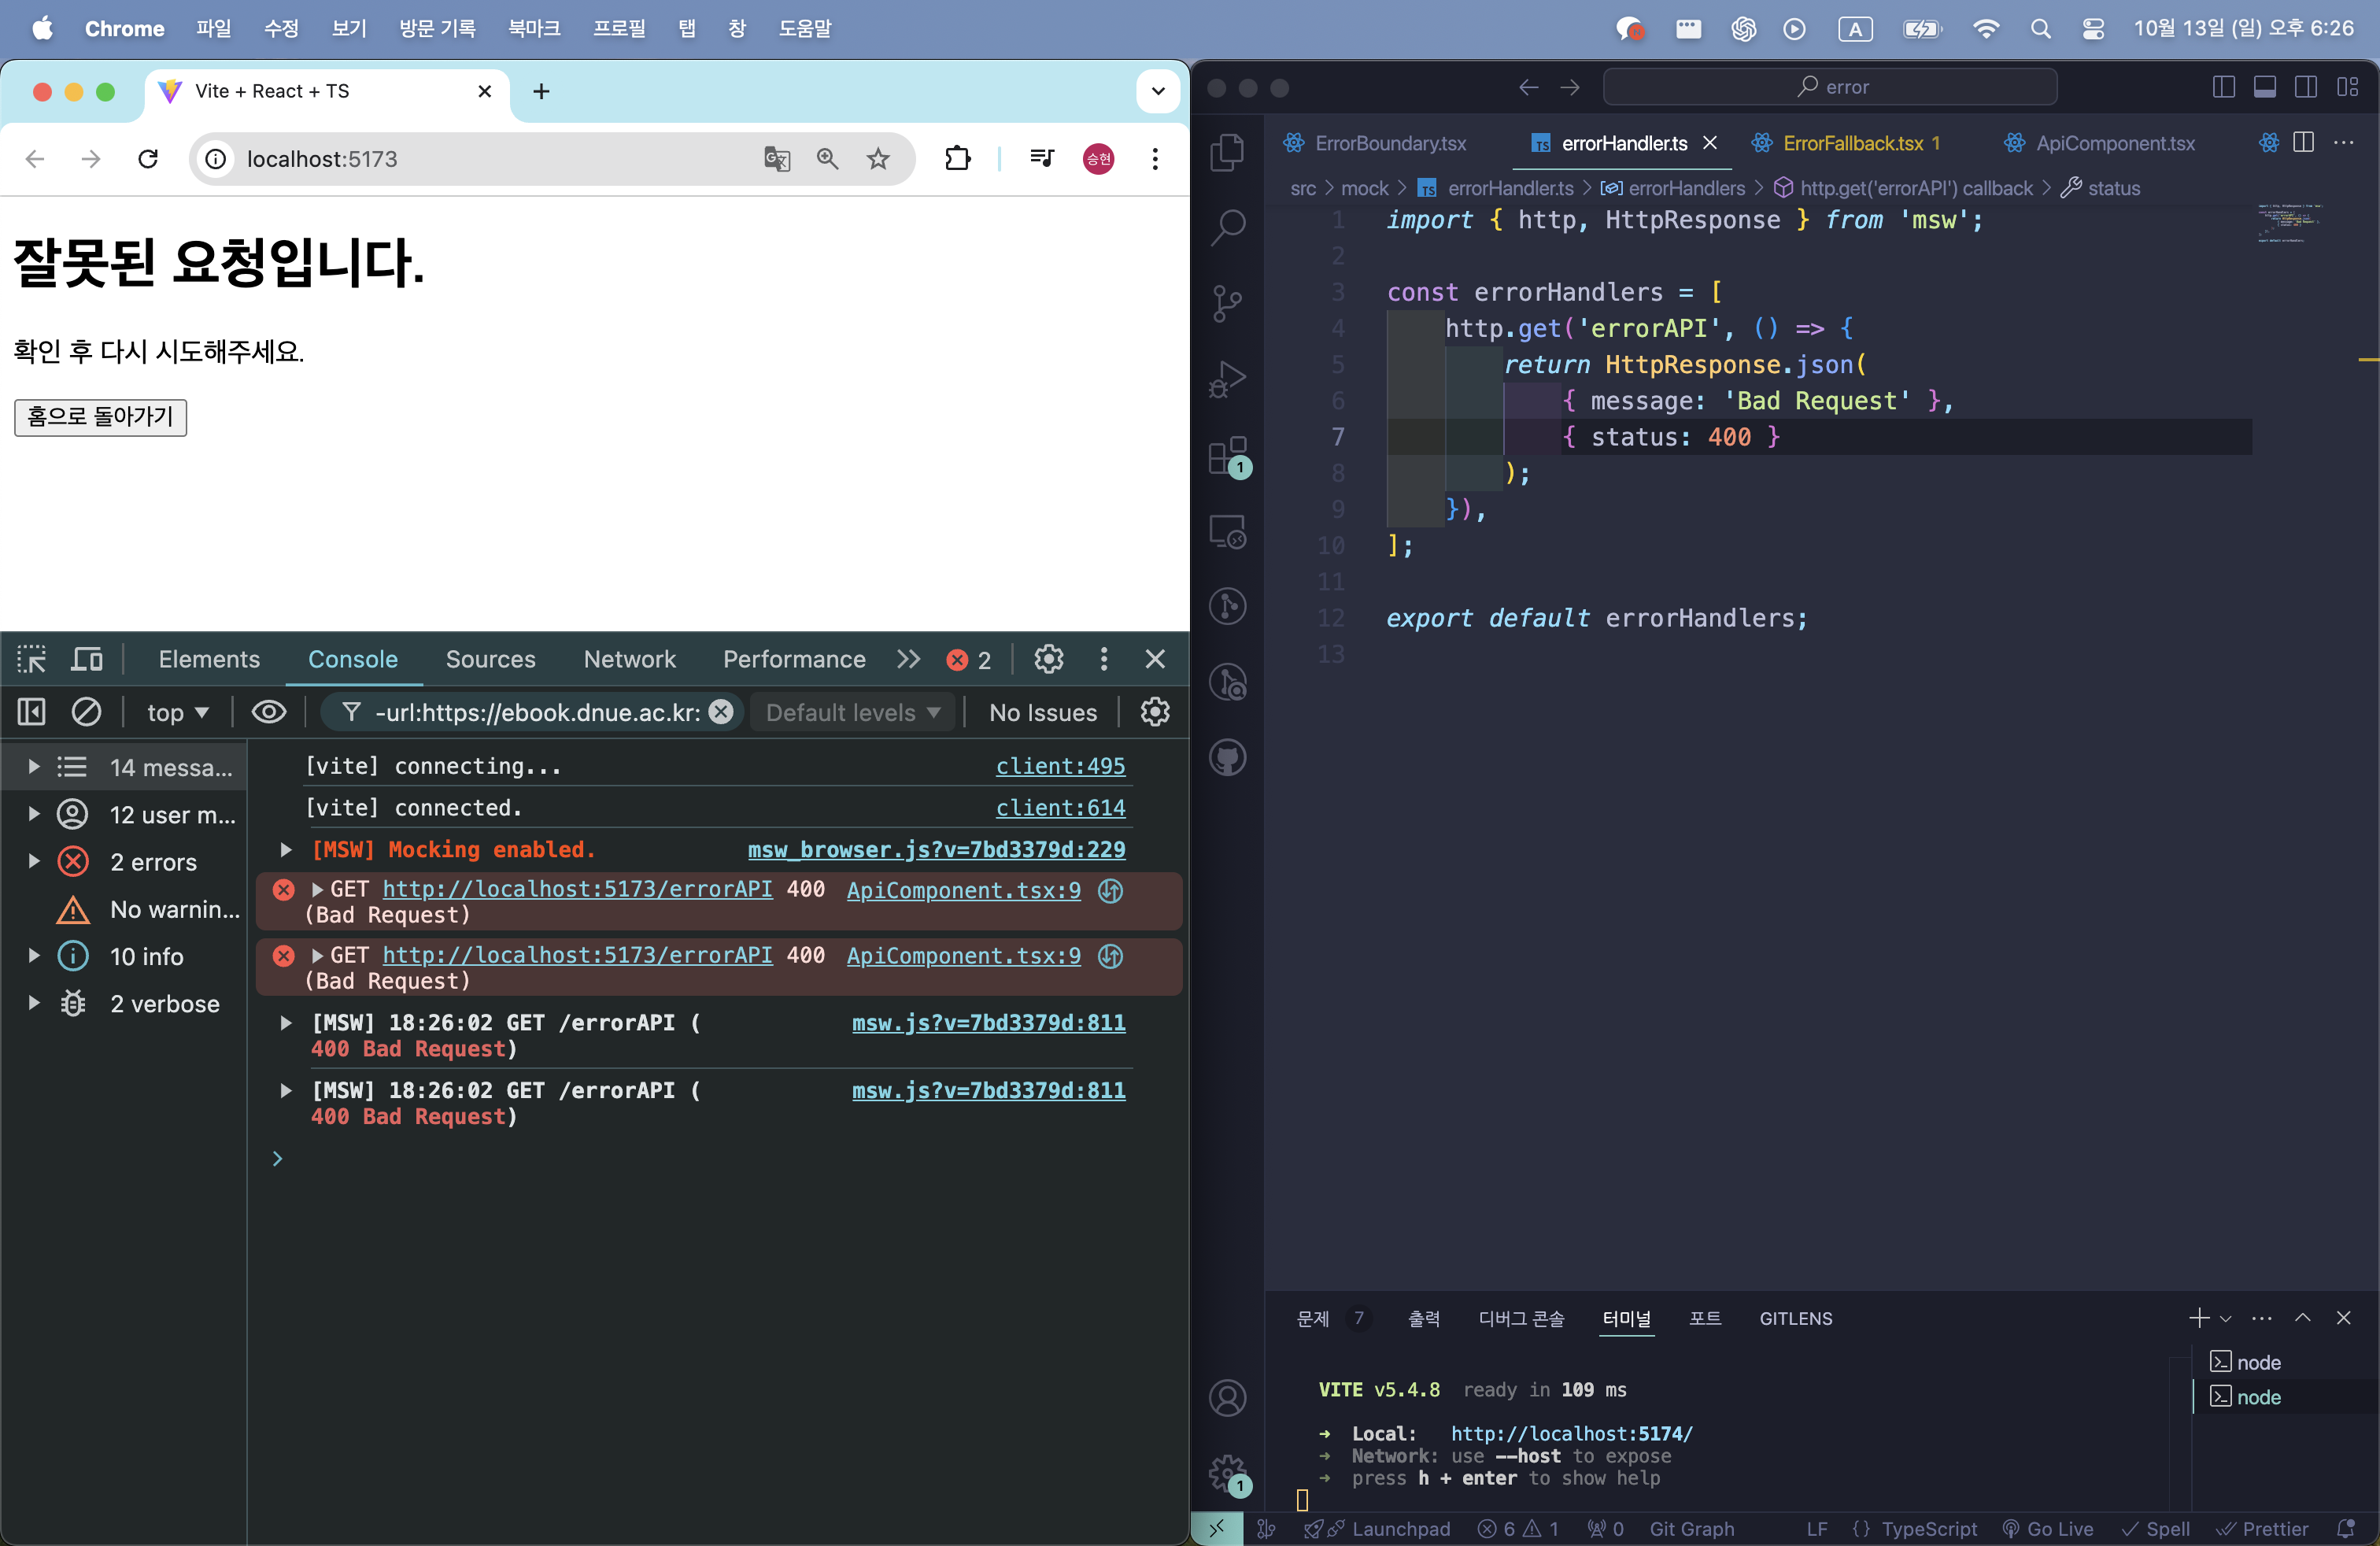 Chrome 파일 수정 보기 방문 기록 북마크 프로필 탭 창 도움말
A 10월 13일 (일) 오후 6:26
Vite + React + TS
localhost:5173
승현
잘못된 요청입니다.
확인 후 다시 시도해주세요.
홈으로 돌아가기
Elements Console Sources Network Performance 2
top -url:https://ebook.dnue.ac.kr: Default levels No Issues
14 messa...
12 user m...
2 errors
No warnin...
10 info
2 verbose
[vite] connecting... client:495
[vite] connected. client:614
[MSW] Mocking enabled. msw_browser.js?v=7bd3379d:229
GET http://localhost:5173/errorAPI 400 ApiComponent.tsx:9
(Bad Request)
GET http://localhost:5173/errorAPI 400 ApiComponent.tsx:9
(Bad Request)
[MSW] 18:26:02 GET /errorAPI ( msw.js?v=7bd3379d:811
400 Bad Request)
[MSW] 18:26:02 GET /errorAPI ( msw.js?v=7bd3379d:811
400 Bad Request)
error
ErrorBoundary.tsx TS errorHandler.ts ErrorFallback.tsx 1 ApiComponent.tsx
src > mock > TS errorHandler.ts > errorHandlers > http.get('errorAPI') callback > status
1 import { http, HttpResponse } from 'msw';
2
3 const errorHandlers = [
4 http.get('errorAPI', () => {
5 return HttpResponse.json(
6 { message: 'Bad Request' },
7 { status: 400 }
8 );
9 }),
10 ];
11
12 export default errorHandlers;
13
1
문제 7 출력 디버그 콘솔 터미널 포트 GITLENS
VITE v5.4.8 ready in 109 ms
➜ Local: http://localhost:5174/
➜ Network: use --host to expose
➜ press h + enter to show help
node
node
1
Launchpad 6 1 0 Git Graph LF {} TypeScript Go Live Spell Prettier